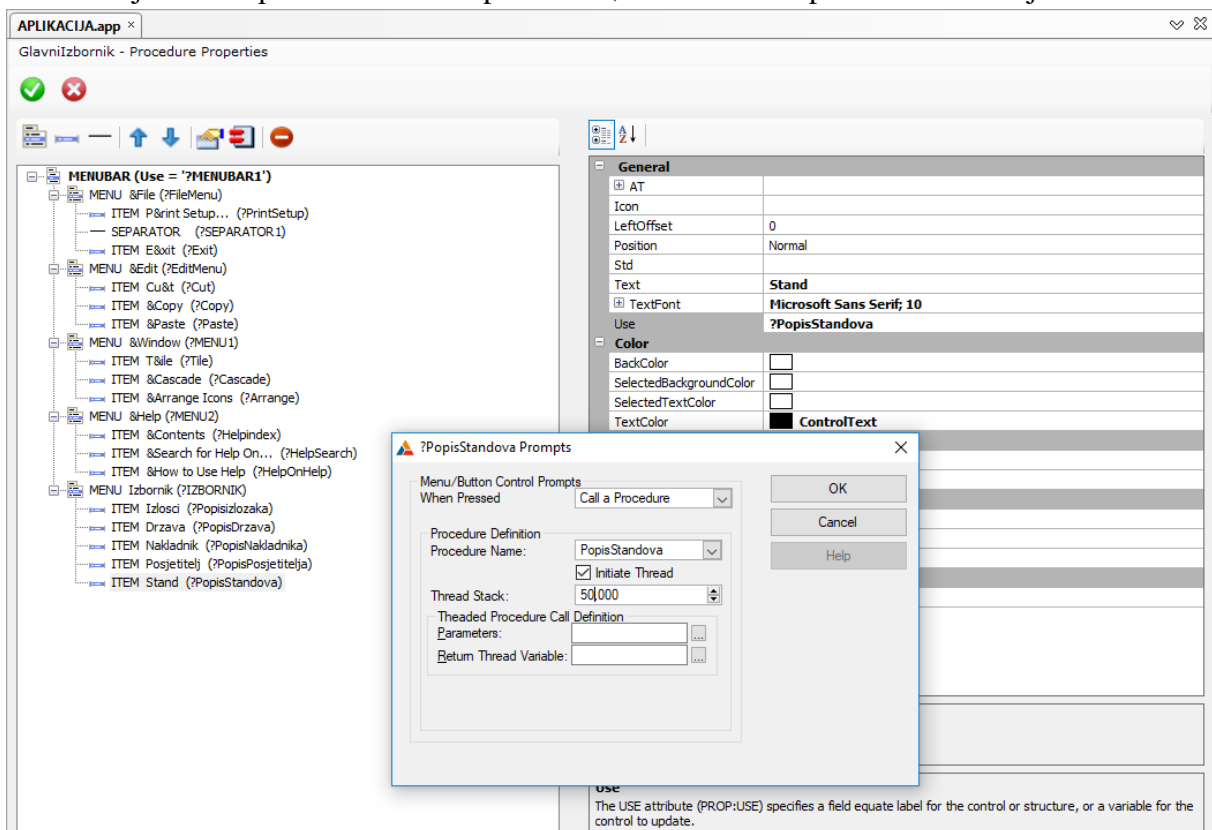 APLIKACIJA.app ×
GlavniIzbornik - Procedure Properties
MENUBAR (Use = '?MENUBAR1')
MENU &File (?FileMenu)
ITEM P&rint Setup... (?PrintSetup)
SEPARATOR (?SEPARATOR1)
ITEM E&xit (?Exit)
MENU &Edit (?EditMenu)
ITEM Cu&t (?Cut)
ITEM &Copy (?Copy)
ITEM &Paste (?Paste)
MENU &Window (?MENU1)
ITEM T&ile (?Tile)
ITEM &Cascade (?Cascade)
ITEM &Arrange Icons (?Arrange)
MENU &Help (?MENU2)
ITEM &Contents (?Helpindex)
ITEM &Search for Help On... (?HelpSearch)
ITEM &How to Use Help (?HelpOnHelp)
MENU Izbornik (?IZBORNIK)
ITEM Izlosci (?Popisizlozaka)
ITEM Drzava (?PopisDrzava)
ITEM Nakladnik (?PopisNakladnika)
ITEM Posjetitelj (?PopisPosjetitelja)
ITEM Stand (?PopisStandova)
General
AT
Icon
LeftOffset 0
Position Normal
Std
Text Stand
TextFont Microsoft Sans Serif; 10
Use ?PopisStandova
Color
BackColor
SelectedBackgroundColor
SelectedTextColor
TextColor ControlText
?PopisStandova Prompts
Menu/Button Control Prompts
When Pressed Call a Procedure
Procedure Definition
Procedure Name: PopisStandova
Initiate Thread
Thread Stack: 50,000
Theaded Procedure Call Definition
Parameters: ...
Return Thread Variable: ...
OK
Cancel
Help
Use
The USE attribute (PROP:USE) specifies a field equate label for the control or structure, or a variable for the
control to update.